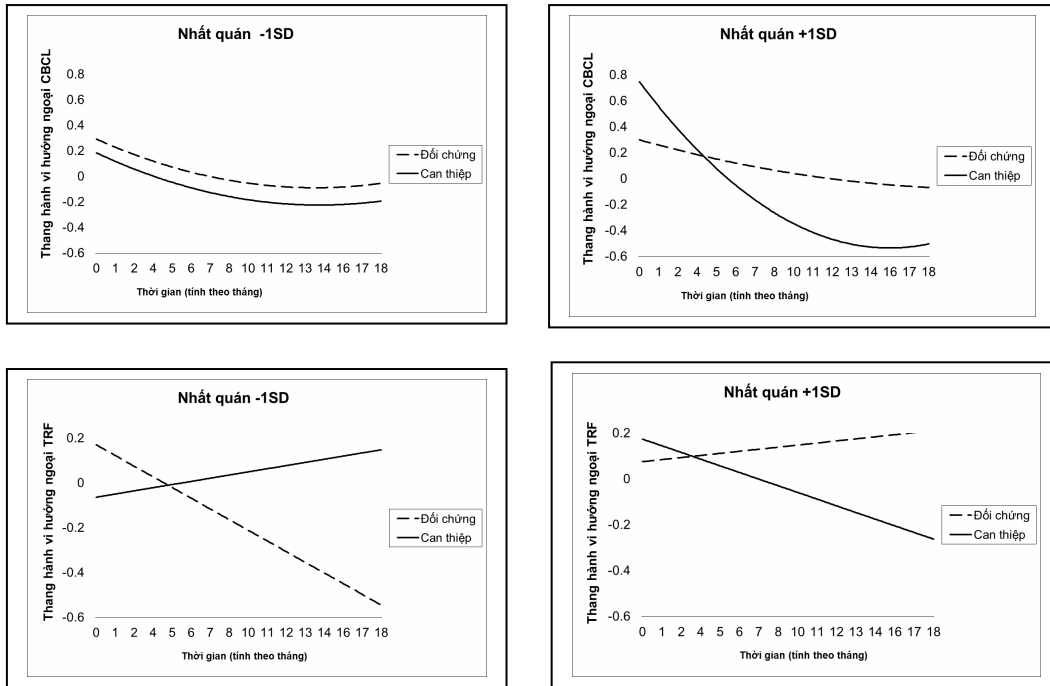 Nhất quán -1SD
Thang hành vi hướng ngoại CBCL
0.8
0.6
0.4
0.2
0
-0.2
-0.4
-0.6
0 1 2 3 4 5 6 7 8 9 10 11 12 13 14 15 16 17 18
Thời gian (tính theo tháng)
Đối chứng
Can thiệp
Nhất quán +1SD
Thang hành vi hướng ngoại CBCL
0.8
0.6
0.4
0.2
0
-0.2
-0.4
-0.6
0 1 2 3 4 5 6 7 8 9 10 11 12 13 14 15 16 17 18
Thời gian (tính theo tháng)
Đối chứng
Can thiệp
Nhất quán -1SD
Thang hành vi hướng ngoại TRF
0.2
0
-0.2
-0.4
-0.6
0 1 2 3 4 5 6 7 8 9 10 11 12 13 14 15 16 17 18
Thời gian (tính theo tháng)
Đối chứng
Can thiệp
Nhất quán +1SD
Thang hành vi hướng ngoại TRF
0.2
0
-0.2
-0.4
-0.6
0 1 2 3 4 5 6 7 8 9 10 11 12 13 14 15 16 17 18
Thời gian (tính theo tháng)
Đối chứng
Can thiệp